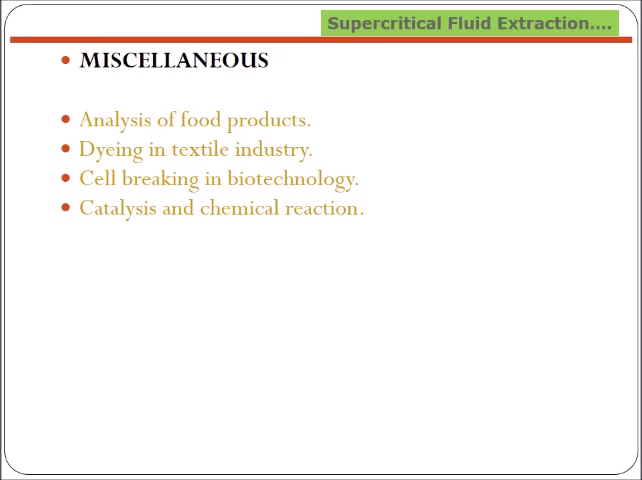 Supercritical Fluid Extraction....
MISCELLANEOUS
Analysis of food products.
Dyeing in textile industry.
Cell breaking in biotechnology.
Catalysis and chemical reaction.